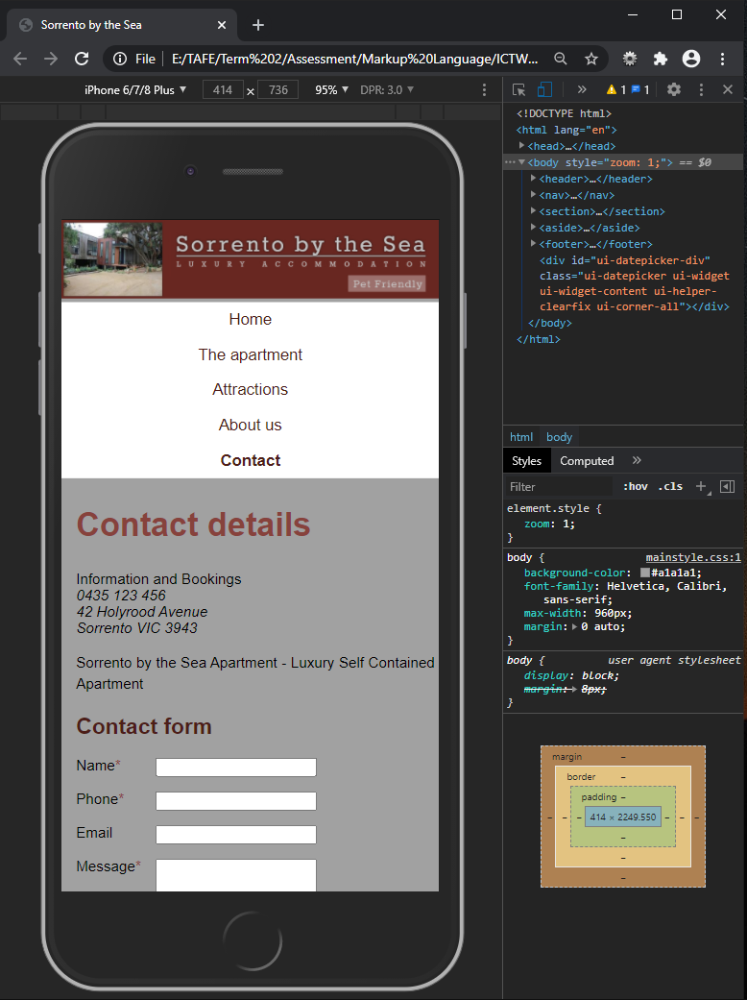 Sorrento by the Sea
File
E:/TAFE/Term%202/Assessment/Markup%20Language/ICTW...
iPhone 6/7/8 Plus ▼ 414 × 736 95% ▼ DPR: 3.0 ▼
1 1
<!DOCTYPE html>
<html lang="en">
<head>…</head>
<body style="zoom: 1;"> == $0
<header>…</header>
<nav>…</nav>
<section>…</section>
<aside>…</aside>
<footer>…</footer>
<div id="ui-datepicker-div"
class="ui-datepicker ui-widget
ui-widget-content ui-helper-
clearfix ui-corner-all"></div>
</body>
</html>
Sorrento by the Sea
LUXURY ACCOMMODATION
Pet Friendly
Home
The apartment
Attractions
About us
Contact
Contact details
Information and Bookings
0435 123 456
42 Holyrood Avenue
Sorrento VIC 3943
Sorrento by the Sea Apartment - Luxury Self Contained
Apartment
Contact form
Name*
Phone*
Email
Message*
html body
Styles Computed »
Filter :hov .cls +
element.style {
zoom: 1;
}
body { mainstyle.css:1
background-color: #a1a1a1;
font-family: Helvetica, Calibri,
sans-serif;
max-width: 960px;
margin: 0 auto;
}
body { user agent stylesheet
display: block;
margin: 8px;
}
margin –
border –
padding –
– – – 414 × 2249.550 – – –
–
–
–